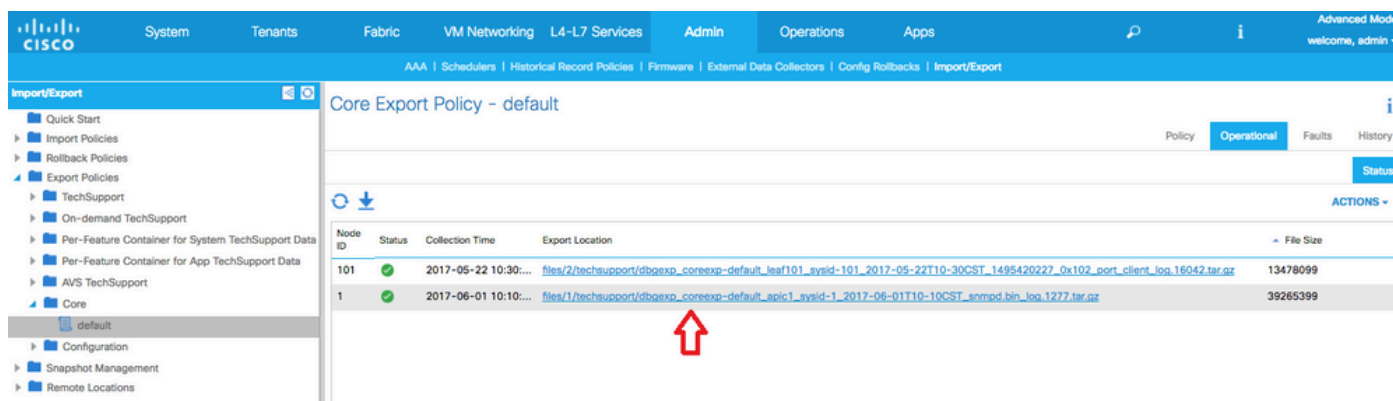 CISCO
System Tenants Fabric VM Networking L4-L7 Services Admin Operations Apps i
Advanced Mode
welcome, admin
AAA | Schedulers | Historical Record Policies | Firmware | External Data Collectors | Config Rollbacks | Import/Export
Import/Export
Quick Start
Import Policies
Rollback Policies
Export Policies
TechSupport
On-demand TechSupport
Per-Feature Container for System TechSupport Data
Per-Feature Container for App TechSupport Data
AVS TechSupport
Core
default
Configuration
Snapshot Management
Remote Locations
Core Export Policy - default
i
Policy Operational Faults History
Status
ACTIONS
Node ID Status Collection Time Export Location File Size
101 2017-05-22 10:30:... files/2/techsupport/dbgexp_coreexp-default_leaf101_sysid-101_2017-05-22T10-30CST_1495420227_0x102_port_client_log.16042.tar.gz 13478099
1 2017-06-01 10:10:... files/1/techsupport/dbgexp_coreexp-default_apic1_sysid-1_2017-06-01T10-10CST_snmpd.bin_log.1277.tar.gz 39265399